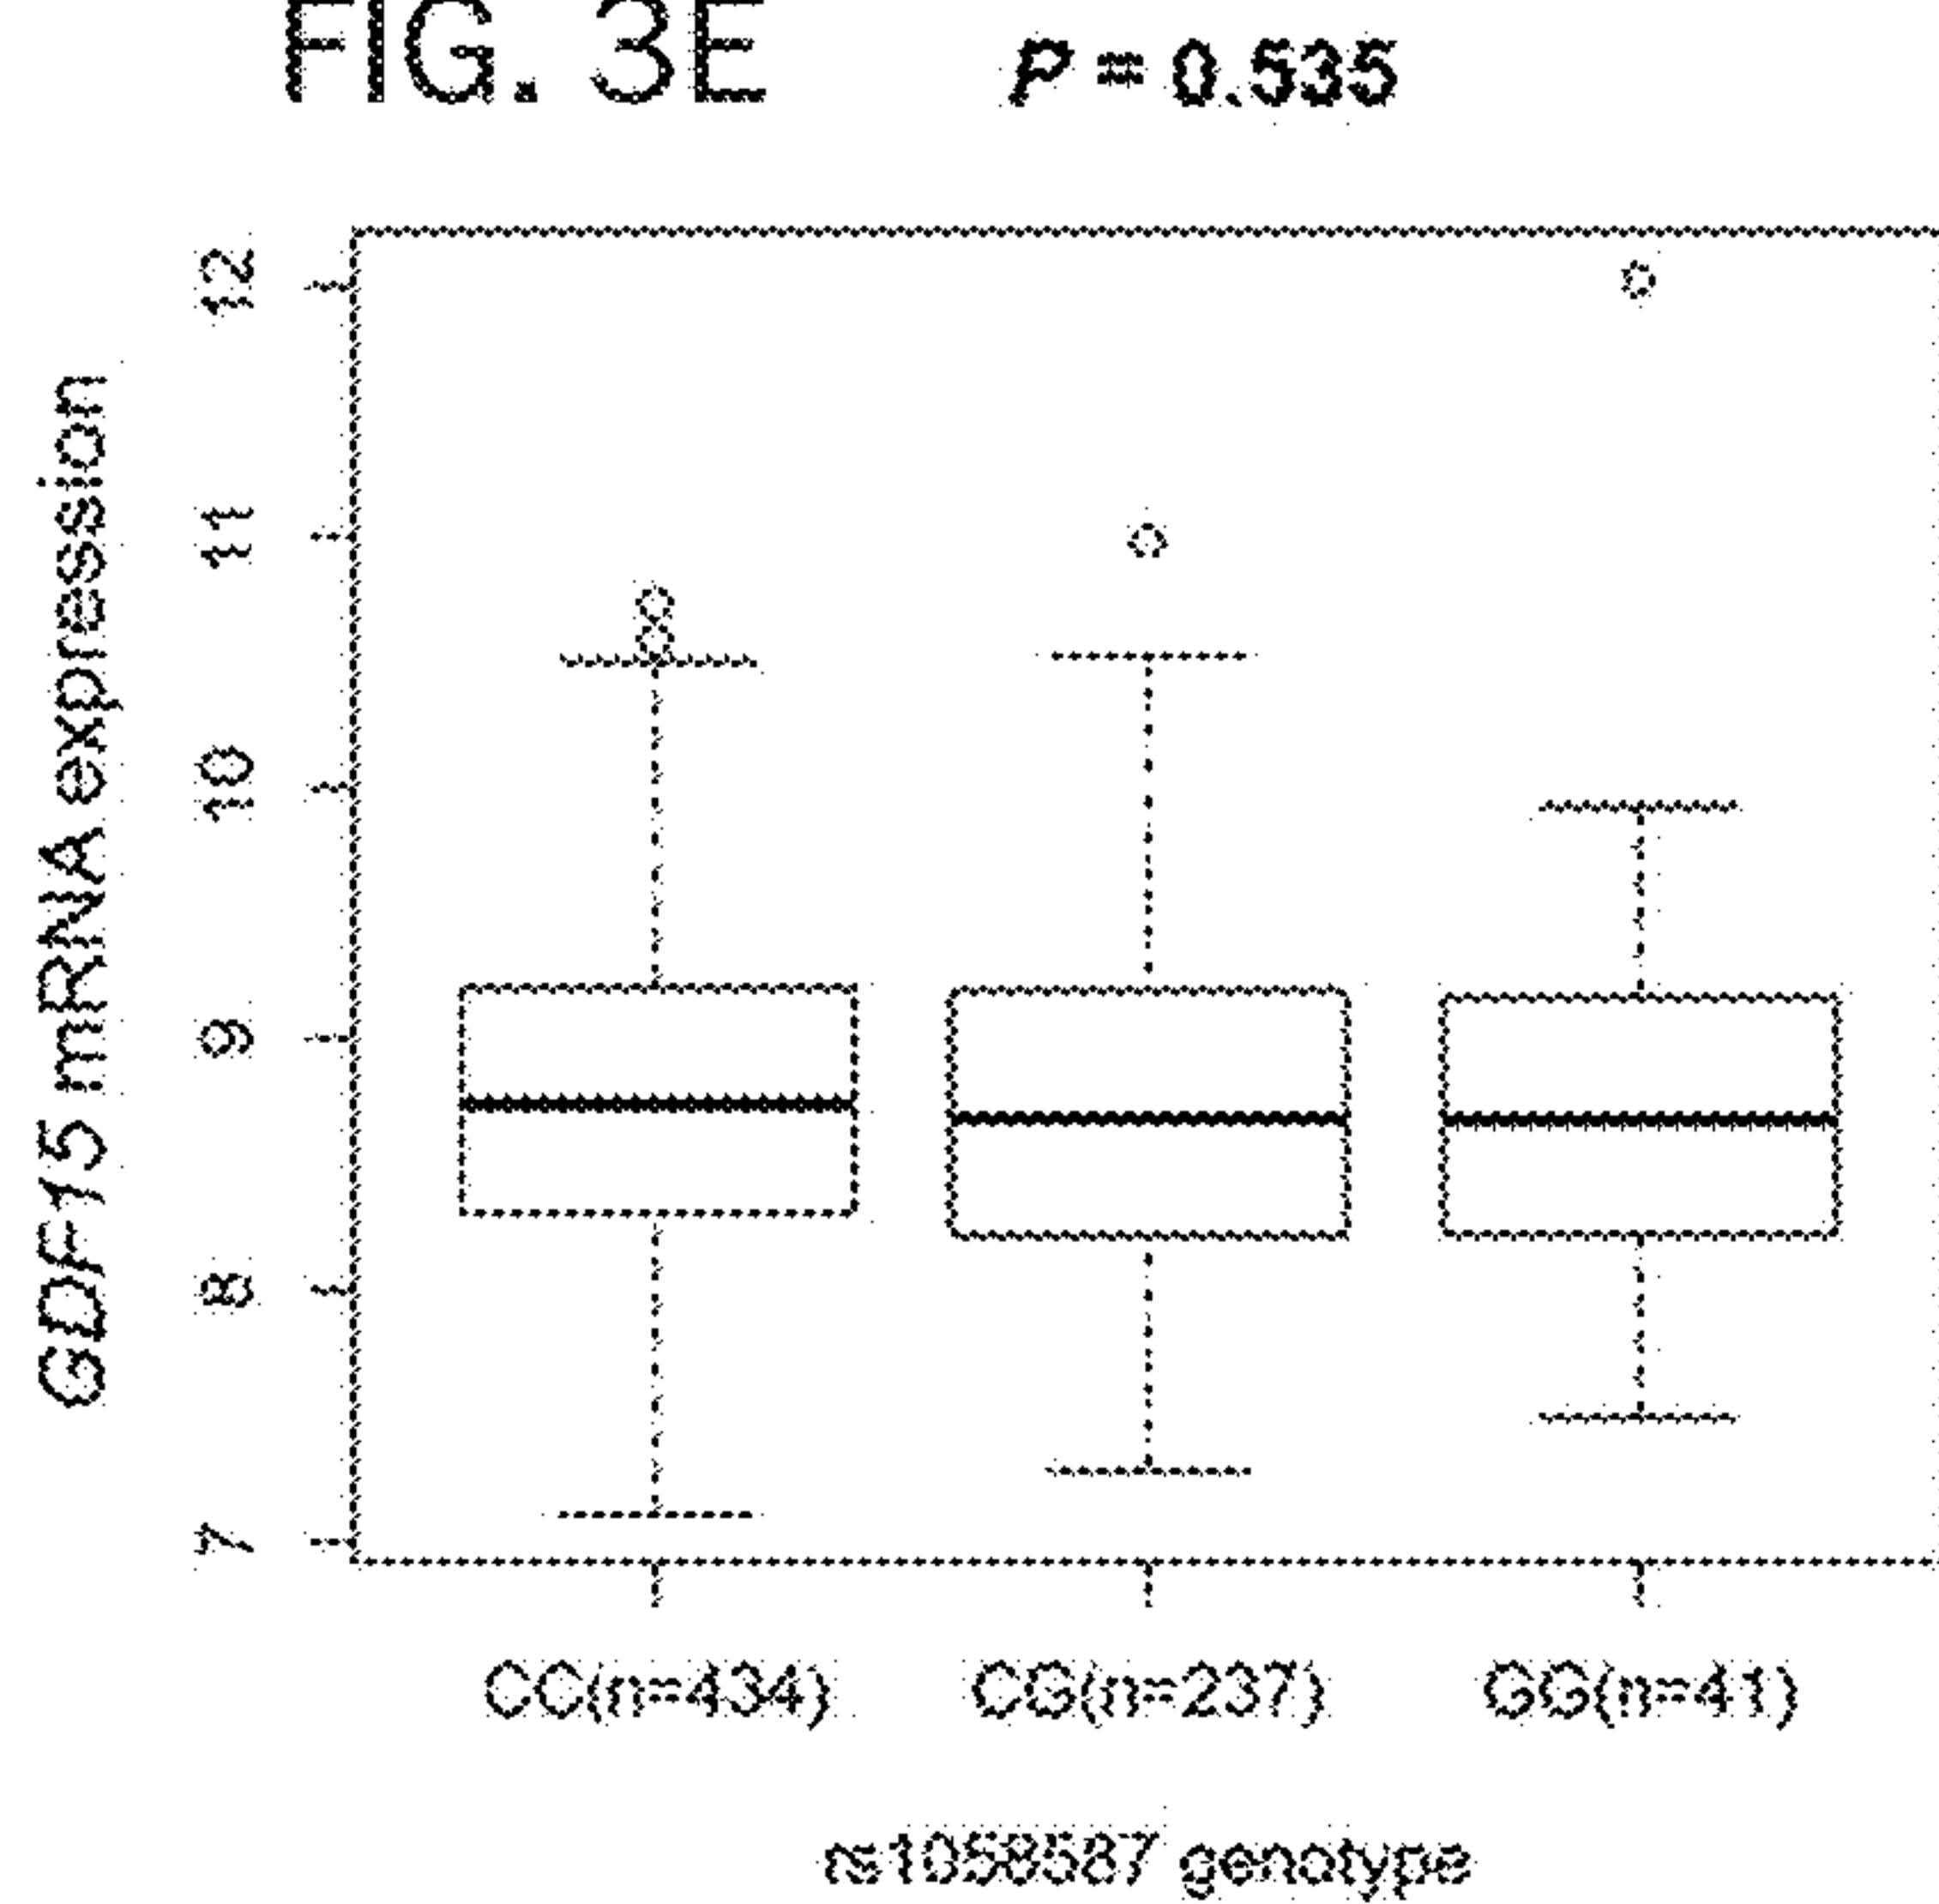 FIG. 3E
P = 0.535
GDF15 mRNA expression
12
11
10
9
8
7
CC(n=434) CG(n=237) GG(n=41)
rs1058587 genotype